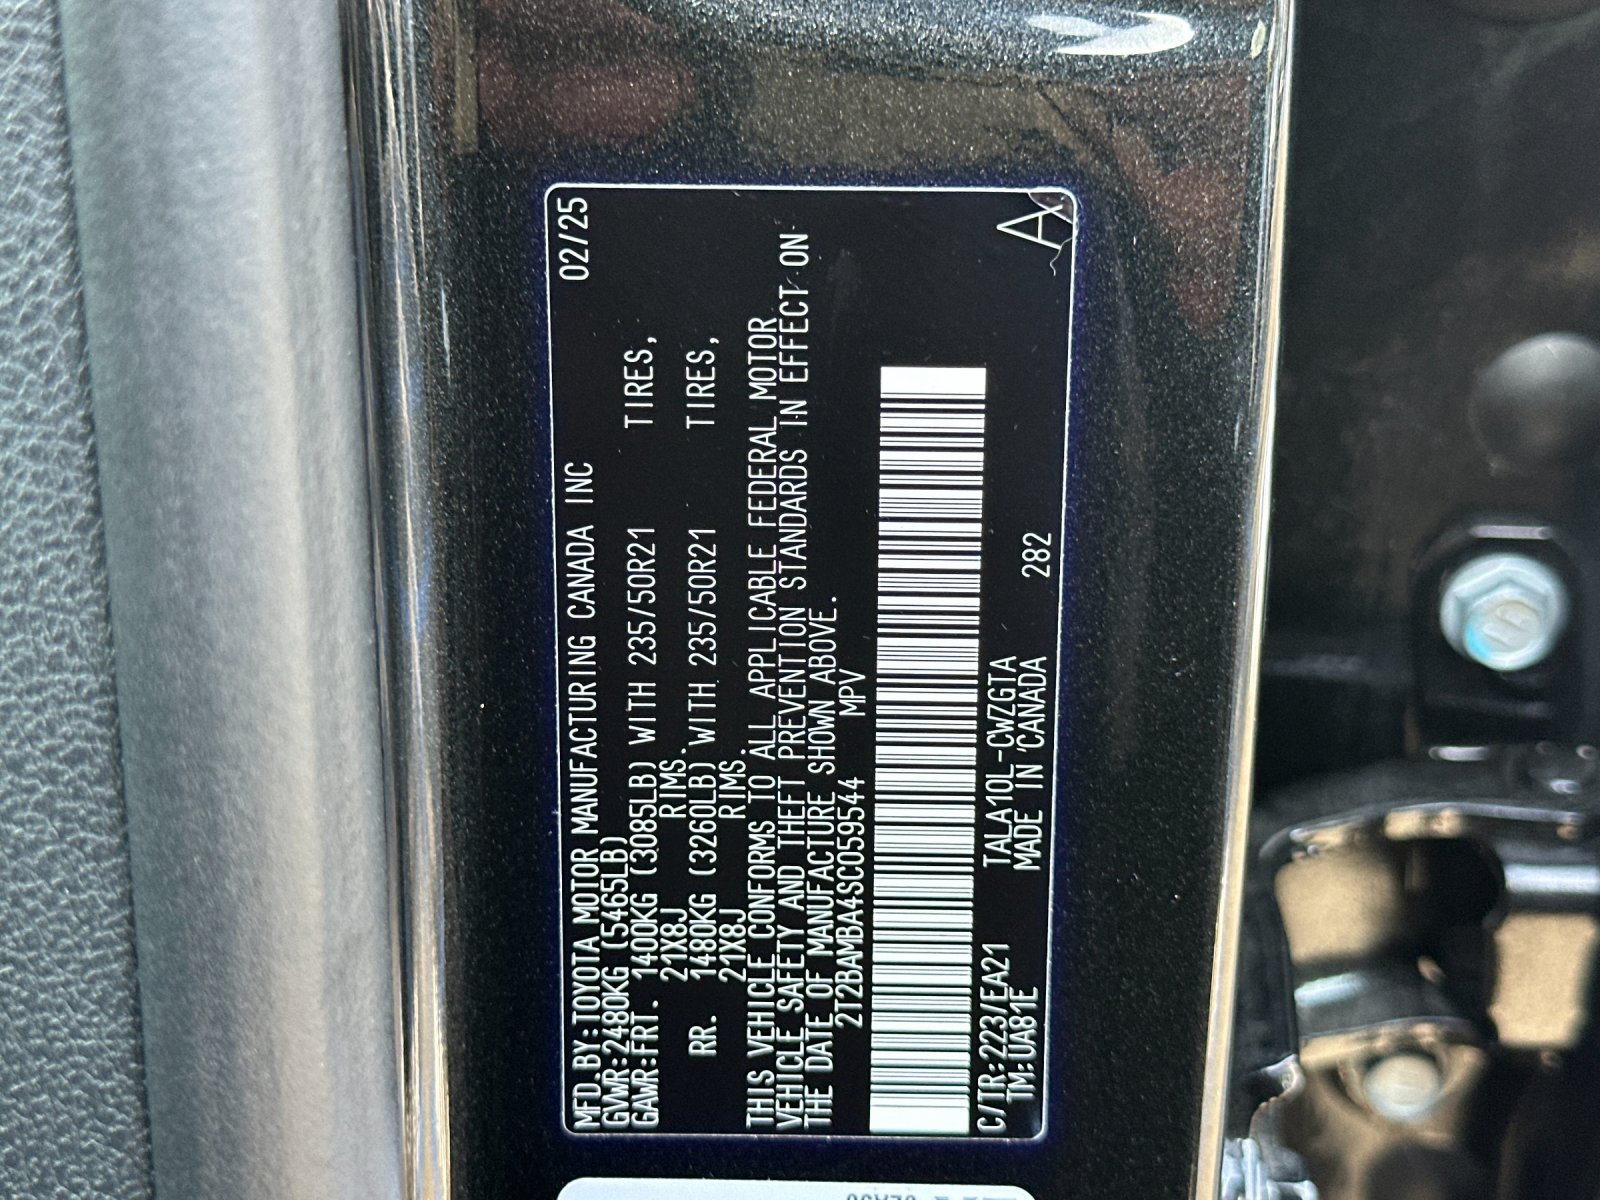 MFD.BY:TOYOTA MOTOR MANUFACTURING CANADA INC 02/25
GVWR:2480KG (5465LB)
GAWR:FRT. 1400KG (3085LB) WITH 235/50R21 TIRES,
21X8J RIMS.
RR. 1480KG (3260LB) WITH 235/50R21 TIRES,
21X8J RIMS.
THIS VEHICLE CONFORMS TO ALL APPLICABLE FEDERAL MOTOR
VEHICLE SAFETY AND THEFT PREVENTION STANDARDS IN EFFECT ON
THE DATE OF MANUFACTURE SHOWN ABOVE.
2T2BAMBA4SC059544 MPV
C/TR:223/EA21 TALA10L-CWZGTA A
TM:UA81E MADE IN CANADA 282